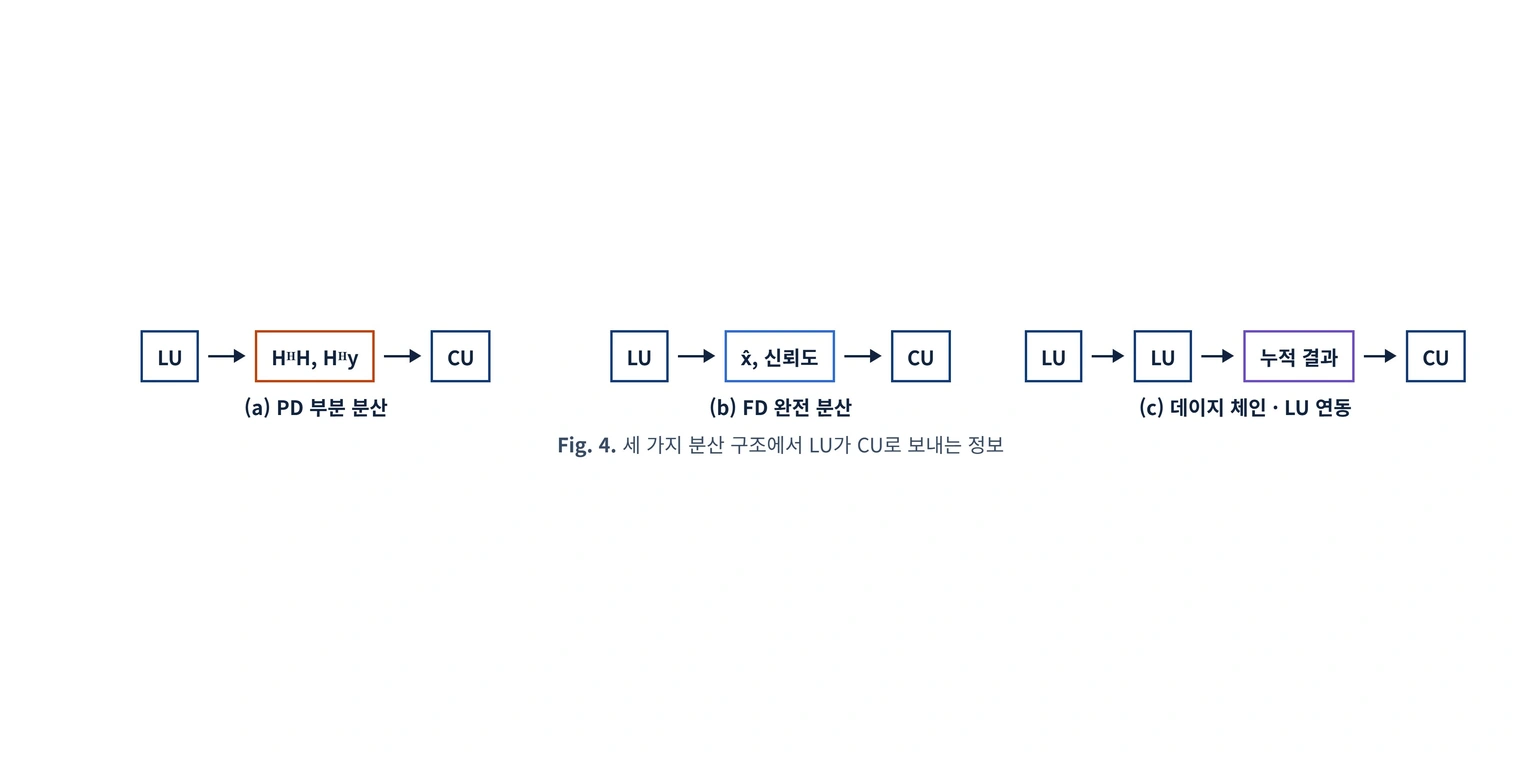 LU → HᴴH, Hᴴy → CU
(a) PD 부분 분산
LU → x̂, 신뢰도 → CU
(b) FD 완전 분산
LU → LU → 누적 결과 → CU
(c) 데이지 체인 · LU 연동
Fig. 4. 세 가지 분산 구조에서 LU가 CU로 보내는 정보